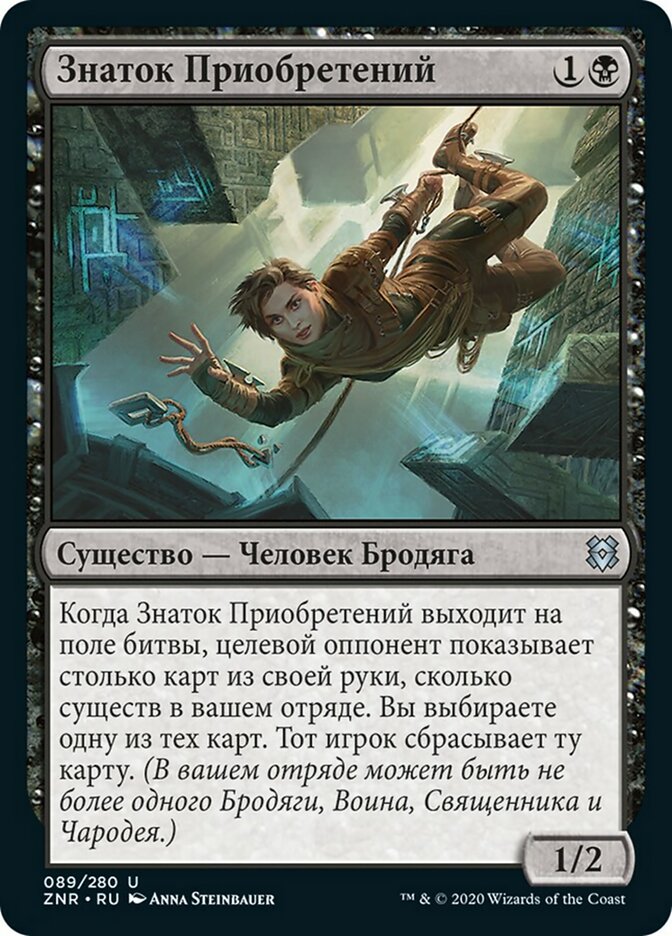 Знаток Приобретений 1
Существо — Человек Бродяга
Когда Знаток Приобретений выходит на
поле битвы, целевой оппонент показывает
столько карт из своей руки, сколько
существ в вашем отряде. Вы выбираете
одну из тех карт. Тот игрок сбрасывает ту
карту. (В вашем отряде может быть не
более одного Бродяги, Воина, Священника и
Чародея.)
1/2
089/280 U
ZNR • RU Anna Steinbauer
™ & © 2020 Wizards of the Coast